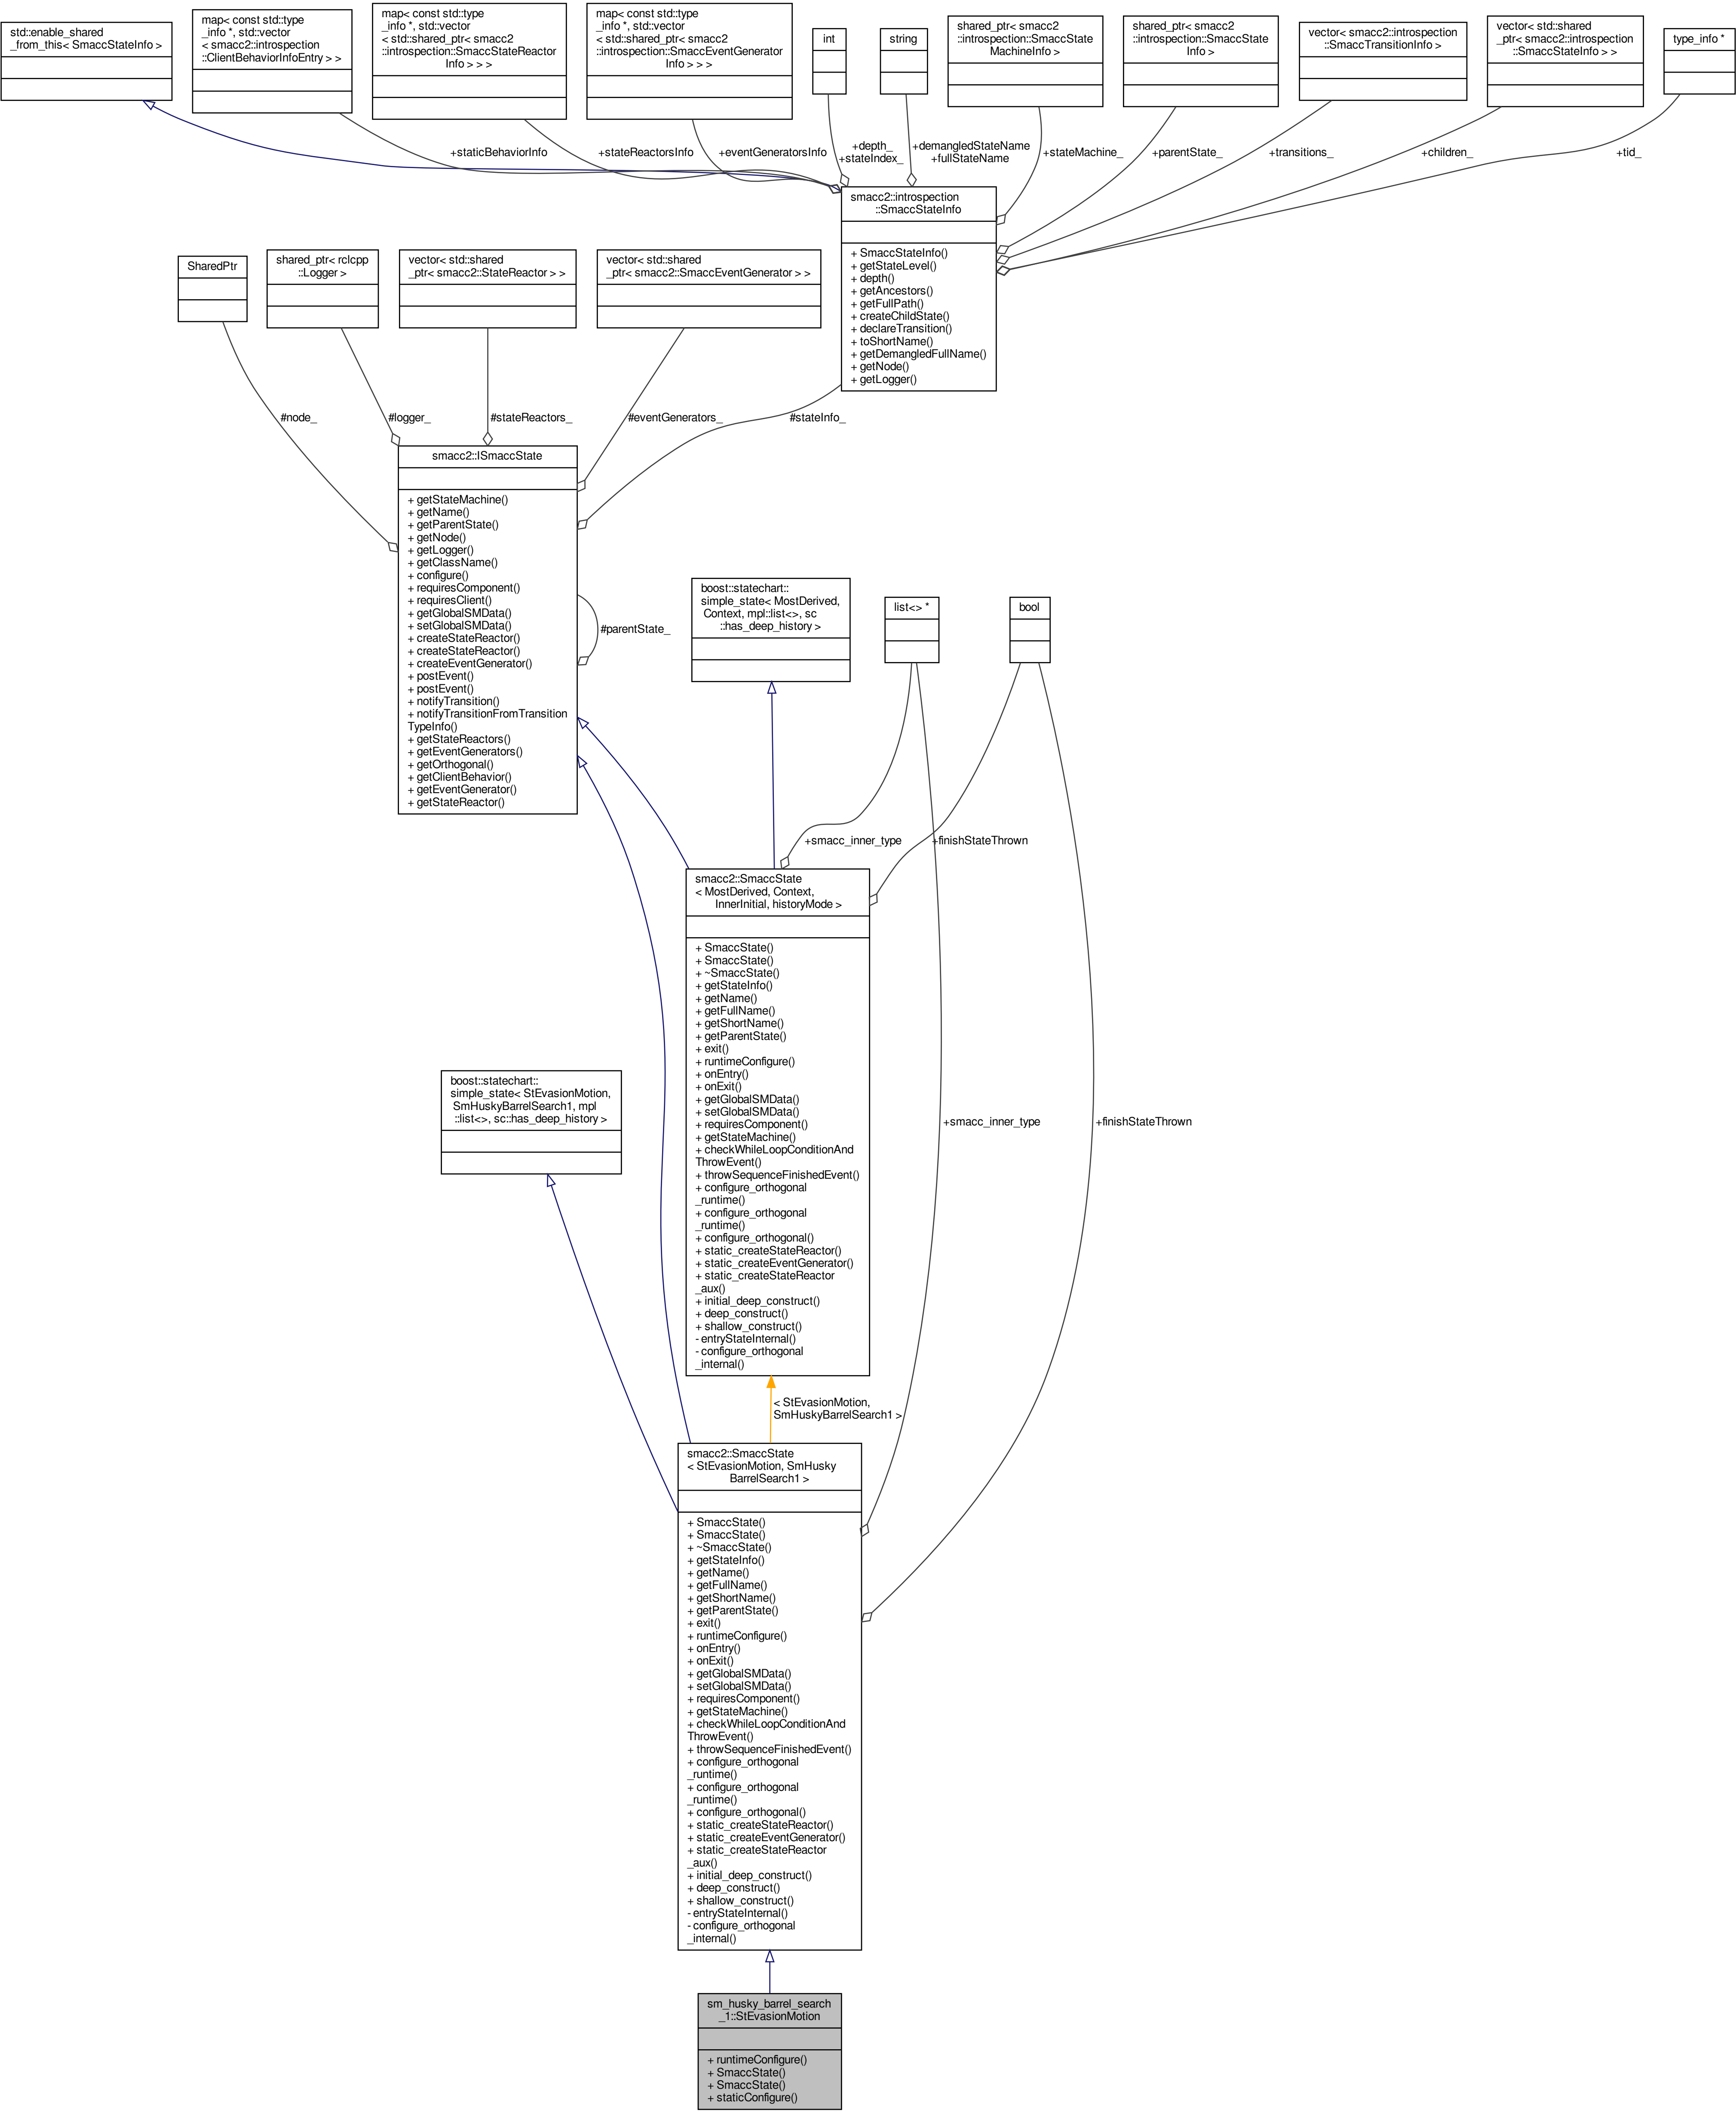 std::enable_shared
_from_this< SmaccStateInfo >
map< const std::type
_info *, std::vector
< smacc2::introspection
::ClientBehaviorInfoEntry > >
map< const std::type
_info *, std::vector
< std::shared_ptr< smacc2
::introspection::SmaccStateReactor
Info > > >
map< const std::type
_info *, std::vector
< std::shared_ptr< smacc2
::introspection::SmaccEventGenerator
Info > > >
int
string
shared_ptr< smacc2
::introspection::SmaccState
MachineInfo >
shared_ptr< smacc2
::introspection::SmaccState
Info >
vector< smacc2::introspection
::SmaccTransitionInfo >
vector< std::shared
_ptr< smacc2::introspection
::SmaccStateInfo > >
type_info *
+staticBehaviorInfo
+stateReactorsInfo
+eventGeneratorsInfo
+depth_
+stateIndex_
+demangledStateName
+fullStateName
+stateMachine_
+parentState_
+transitions_
+children_
+tid_
smacc2::introspection
::SmaccStateInfo
+ SmaccStateInfo()
+ getStateLevel()
+ depth()
+ getAncestors()
+ getFullPath()
+ createChildState()
+ declareTransition()
+ toShortName()
+ getDemangledFullName()
+ getNode()
+ getLogger()
SharedPtr
shared_ptr< rclcpp
::Logger >
vector< std::shared
_ptr< smacc2::StateReactor > >
vector< std::shared
_ptr< smacc2::SmaccEventGenerator > >
#node_
#logger_
#stateReactors_
#eventGenerators_
#stateInfo_
smacc2::ISmaccState
+ getStateMachine()
+ getName()
+ getParentState()
+ getNode()
+ getLogger()
+ getClassName()
+ configure()
+ requiresComponent()
+ requiresClient()
+ getGlobalSMData()
+ setGlobalSMData()
+ createStateReactor()
+ createStateReactor()
+ createEventGenerator()
+ postEvent()
+ postEvent()
+ notifyTransition()
+ notifyTransitionFromTransition
TypeInfo()
+ getStateReactors()
+ getEventGenerators()
+ getOrthogonal()
+ getClientBehavior()
+ getEventGenerator()
+ getStateReactor()
#parentState_
boost::statechart::
simple_state< MostDerived,
Context, mpl::list<>, sc
::has_deep_history >
list<> *
bool
+smacc_inner_type
+finishStateThrown
smacc2::SmaccState
< MostDerived, Context,
InnerInitial, historyMode >
+ SmaccState()
+ SmaccState()
+ ~SmaccState()
+ getStateInfo()
+ getName()
+ getFullName()
+ getShortName()
+ getParentState()
+ exit()
+ runtimeConfigure()
+ onEntry()
+ onExit()
+ getGlobalSMData()
+ setGlobalSMData()
+ requiresComponent()
+ getStateMachine()
+ checkWhileLoopConditionAnd
ThrowEvent()
+ throwSequenceFinishedEvent()
+ configure_orthogonal
_runtime()
+ configure_orthogonal
_runtime()
+ configure_orthogonal()
+ static_createStateReactor()
+ static_createEventGenerator()
+ static_createStateReactor
_aux()
+ initial_deep_construct()
+ deep_construct()
+ shallow_construct()
- entryStateInternal()
- configure_orthogonal
_internal()
boost::statechart::
simple_state< StEvasionMotion,
SmHuskyBarrelSearch1, mpl
::list<>, sc::has_deep_history >
+smacc_inner_type
+finishStateThrown
< StEvasionMotion,
SmHuskyBarrelSearch1 >
smacc2::SmaccState
< StEvasionMotion, SmHusky
BarrelSearch1 >
+ SmaccState()
+ SmaccState()
+ ~SmaccState()
+ getStateInfo()
+ getName()
+ getFullName()
+ getShortName()
+ getParentState()
+ exit()
+ runtimeConfigure()
+ onEntry()
+ onExit()
+ getGlobalSMData()
+ setGlobalSMData()
+ requiresComponent()
+ getStateMachine()
+ checkWhileLoopConditionAnd
ThrowEvent()
+ throwSequenceFinishedEvent()
+ configure_orthogonal
_runtime()
+ configure_orthogonal
_runtime()
+ configure_orthogonal()
+ static_createStateReactor()
+ static_createEventGenerator()
+ static_createStateReactor
_aux()
+ initial_deep_construct()
+ deep_construct()
+ shallow_construct()
- entryStateInternal()
- configure_orthogonal
_internal()
sm_husky_barrel_search
_1::StEvasionMotion
+ runtimeConfigure()
+ SmaccState()
+ SmaccState()
+ staticConfigure()